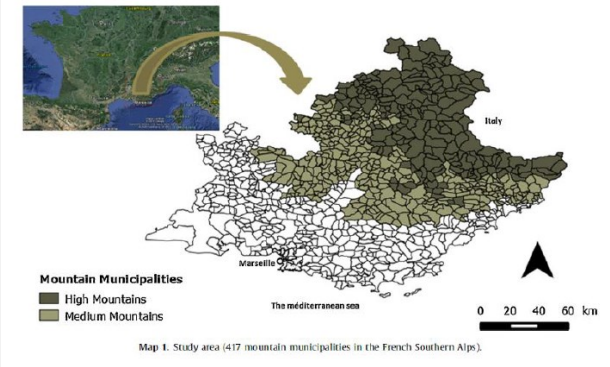 Italy
Marseille
The méditerranean sea
Mountain Municipalities
High Mountains
Medium Mountains
0 20 40 60 km
Map 1. Study area (417 mountain municipalities in the French Southern Alps).